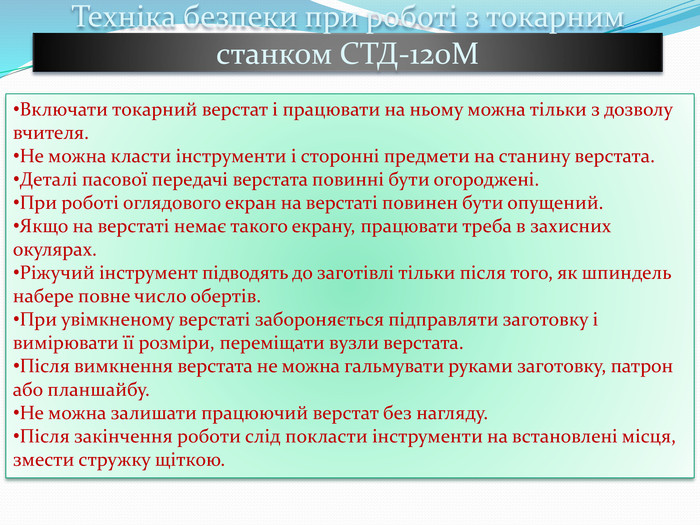 Техніка безпеки при роботі з токарним
станком СТД-120М
•Включати токарний верстат і працювати на ньому можна тільки з дозволу
вчителя.
•Не можна класти інструменти і сторонні предмети на станину верстата.
•Деталі пасової передачі верстата повинні бути огороджені.
•При роботі оглядового екран на верстаті повинен бути опущений.
•Якщо на верстаті немає такого екрану, працювати треба в захисних
окулярах.
•Ріжучий інструмент підводять до заготівлі тільки після того, як шпиндель
набере повне число обертів.
•При увімкненому верстаті забороняється підправляти заготовку і
вимірювати її розміри, переміщати вузли верстата.
•Після вимкнення верстата не можна гальмувати руками заготовку, патрон
або планшайбу.
•Не можна залишати працюючий верстат без нагляду.
•Після закінчення роботи слід покласти інструменти на встановлені місця,
змести стружку щіткою.